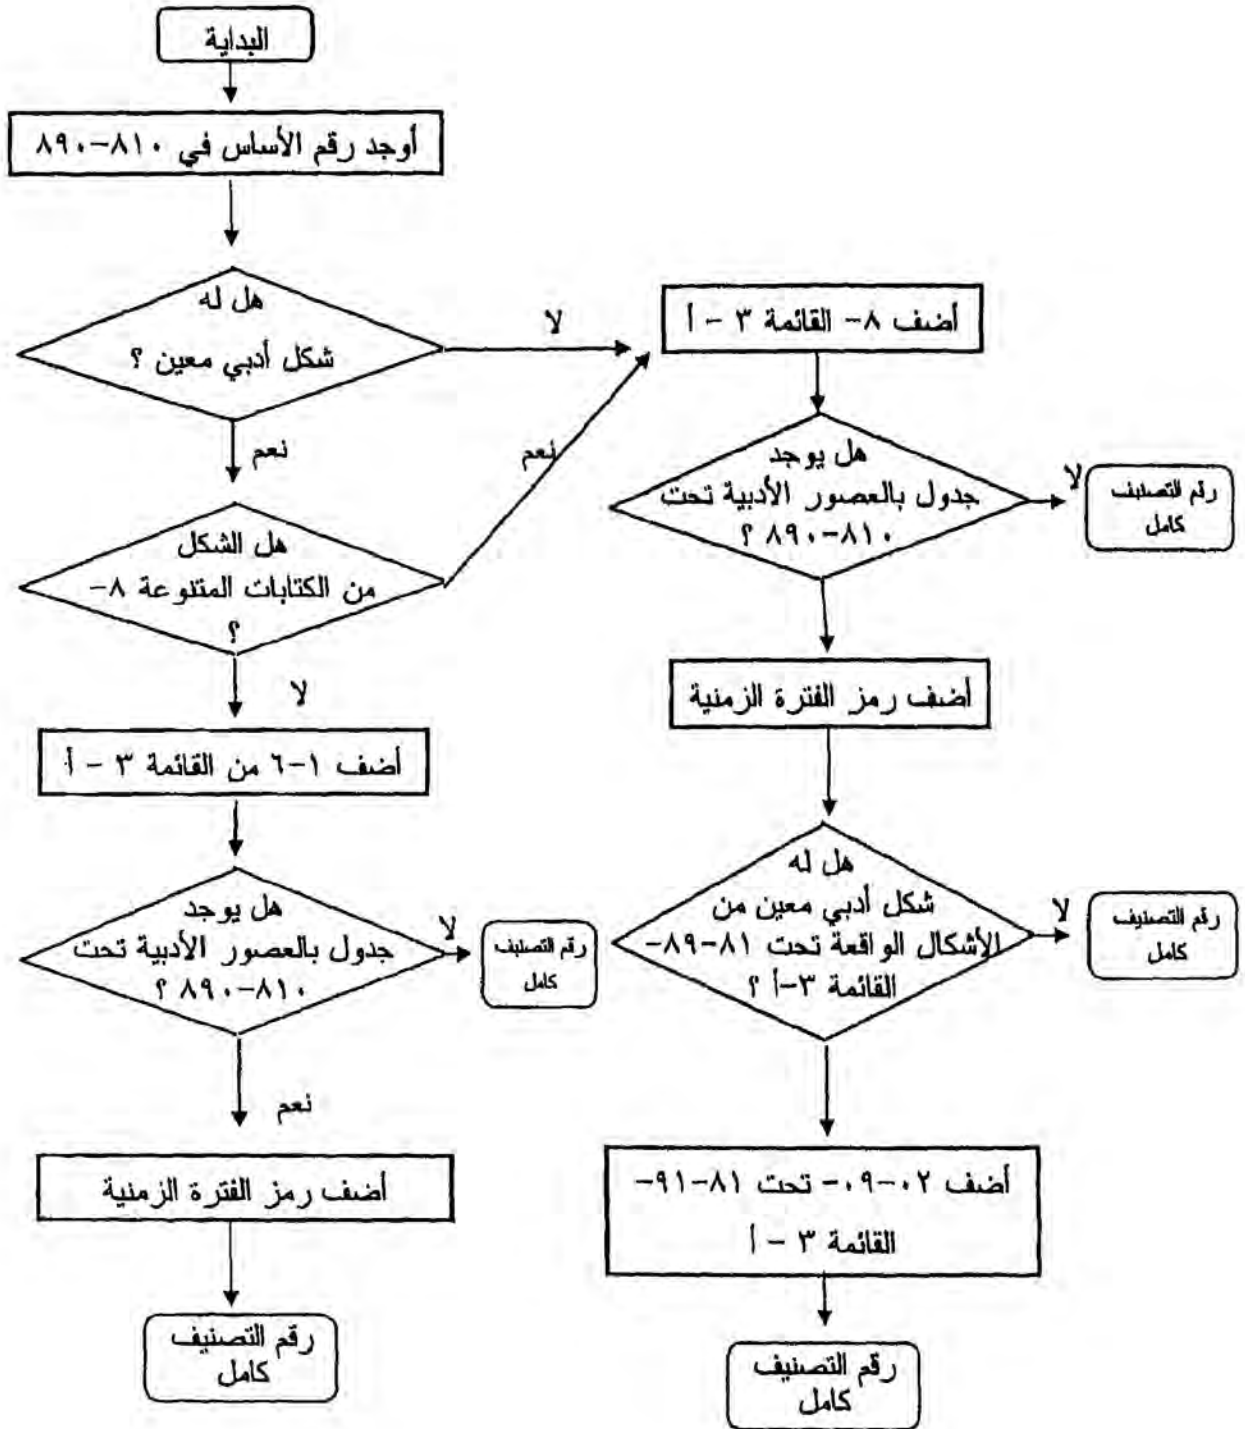 البداية
أوجد رقم الأساس في ٨١٠-٨٩٠
هل له
شكل أدبي معين ؟
لا
نعم
هل الشكل
من الكتابات المتنوعة ٨-
؟
نعم
لا
أضف ١-٦ من القائمة ٣ - أ
هل يوجد
جدول بالعصور الأدبية تحت
٨١٠-٨٩٠ ؟
لا
رقم التصنيف
كامل
نعم
أضف رمز الفترة الزمنية
رقم التصنيف
كامل
أضف ٨- القائمة ٣ - أ
هل يوجد
جدول بالعصور الأدبية تحت
٨١٠-٨٩٠ ؟
لا
رقم التصنيف
كامل
أضف رمز الفترة الزمنية
هل له
شكل أدبي معين من
الأشكال الواقعة تحت ٨١-٨٩-
القائمة ٣-أ ؟
لا
رقم التصنيف
كامل
أضف ٠٢-٠٩- تحت ٨١-٩١-
القائمة ٣ - أ
رقم التصنيف
كامل